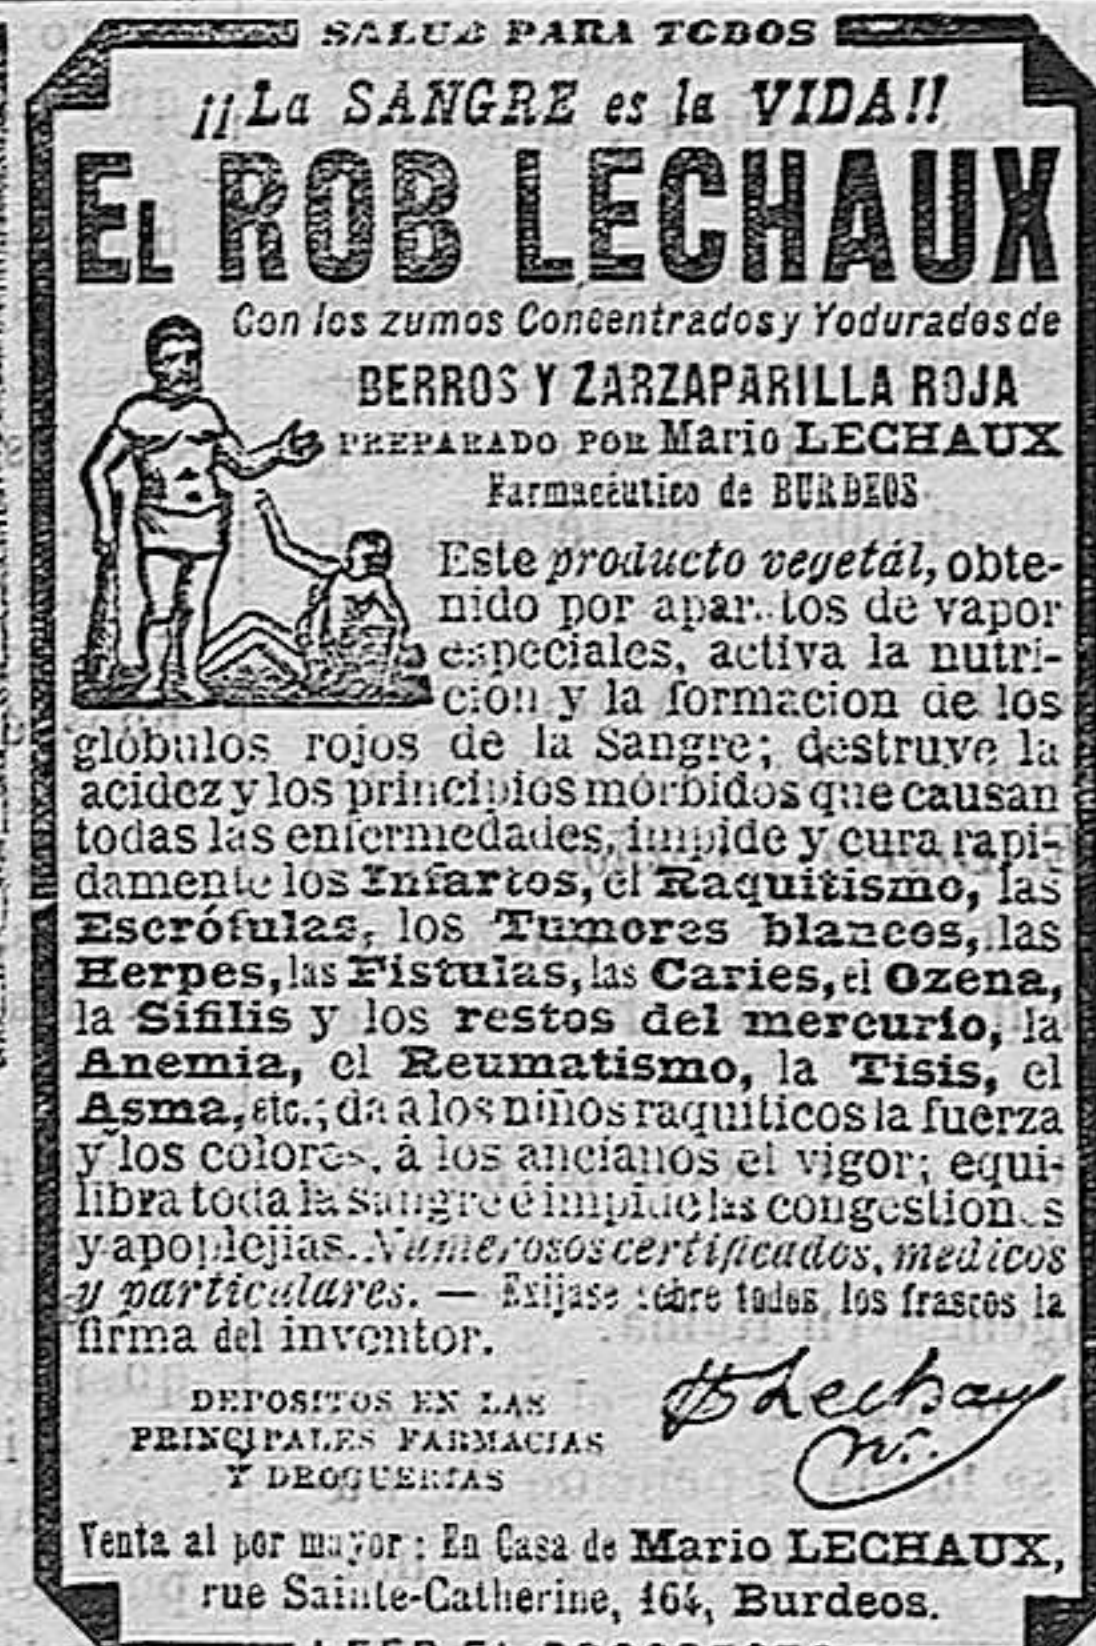 SALUD PARA TODOS
¡¡La SANGRE es la VIDA!!
EL ROB LECHAUX
Con los zumos Concentrados y Yodurados de
BERROS Y ZARZAPARILLA ROJA
PREPARADO POR Mario LECHAUX
Farmacéutico de BURDEOS
Este producto vegetál, obte-
nido por aparatos de vapor
especiales, activa la nutri-
ción y la formacion de los
glóbulos rojos de la Sangre; destruye la
acidez y los principios mórbidos que causan
todas las enfermedades, impide y cura rapi-
damente los Infartos, el Raquitismo, las
Escrófulas, los Tumores blancos, las
Herpes, las Fistulas, las Caries, el Ozena,
la Sifilis y los restos del mercurio, la
Anemia, el Reumatismo, la Tisis, el
Asma, etc.; da a los niños raquiticos la fuerza
y los colores, á los ancianos el vigor; equi-
libra toda la sangre é impide las congestiones
y apoplejias. Numerosos certificados, medicos
y particulares. — Exijase sobre todos los frascos la
firma del inventor.
DEPOSITOS EN LAS
PRINCIPALES FARMACIAS
Y DROGUERIAS
Lechaux
Venta al por mayor: En Casa de Mario LECHAUX,
rue Sainte-Catherine, 164, Burdeos.